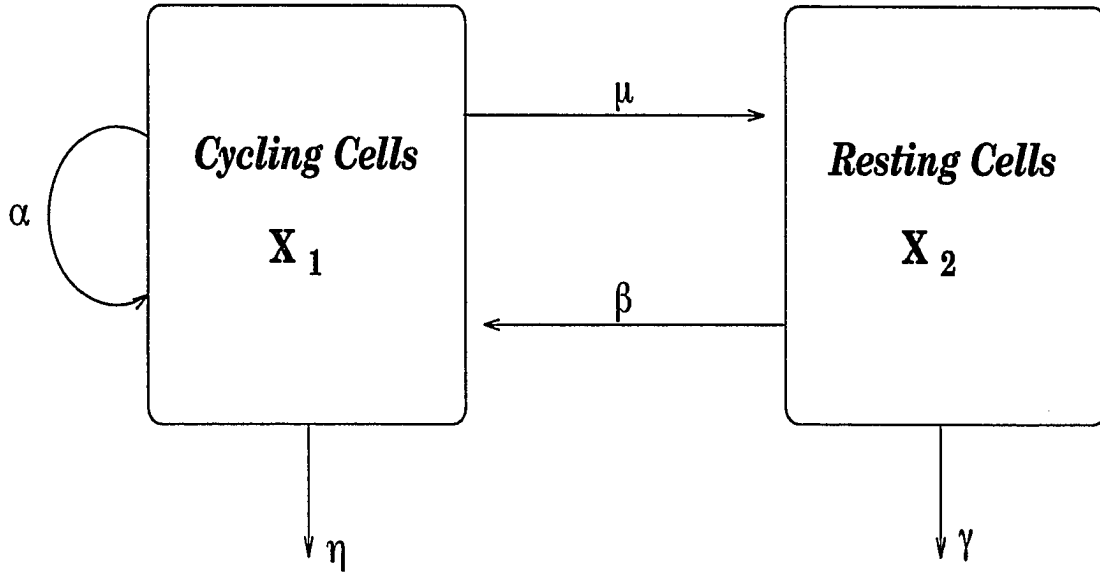 μ
Cycling Cells
Resting Cells
α
X 1
X 2
β
η
γ